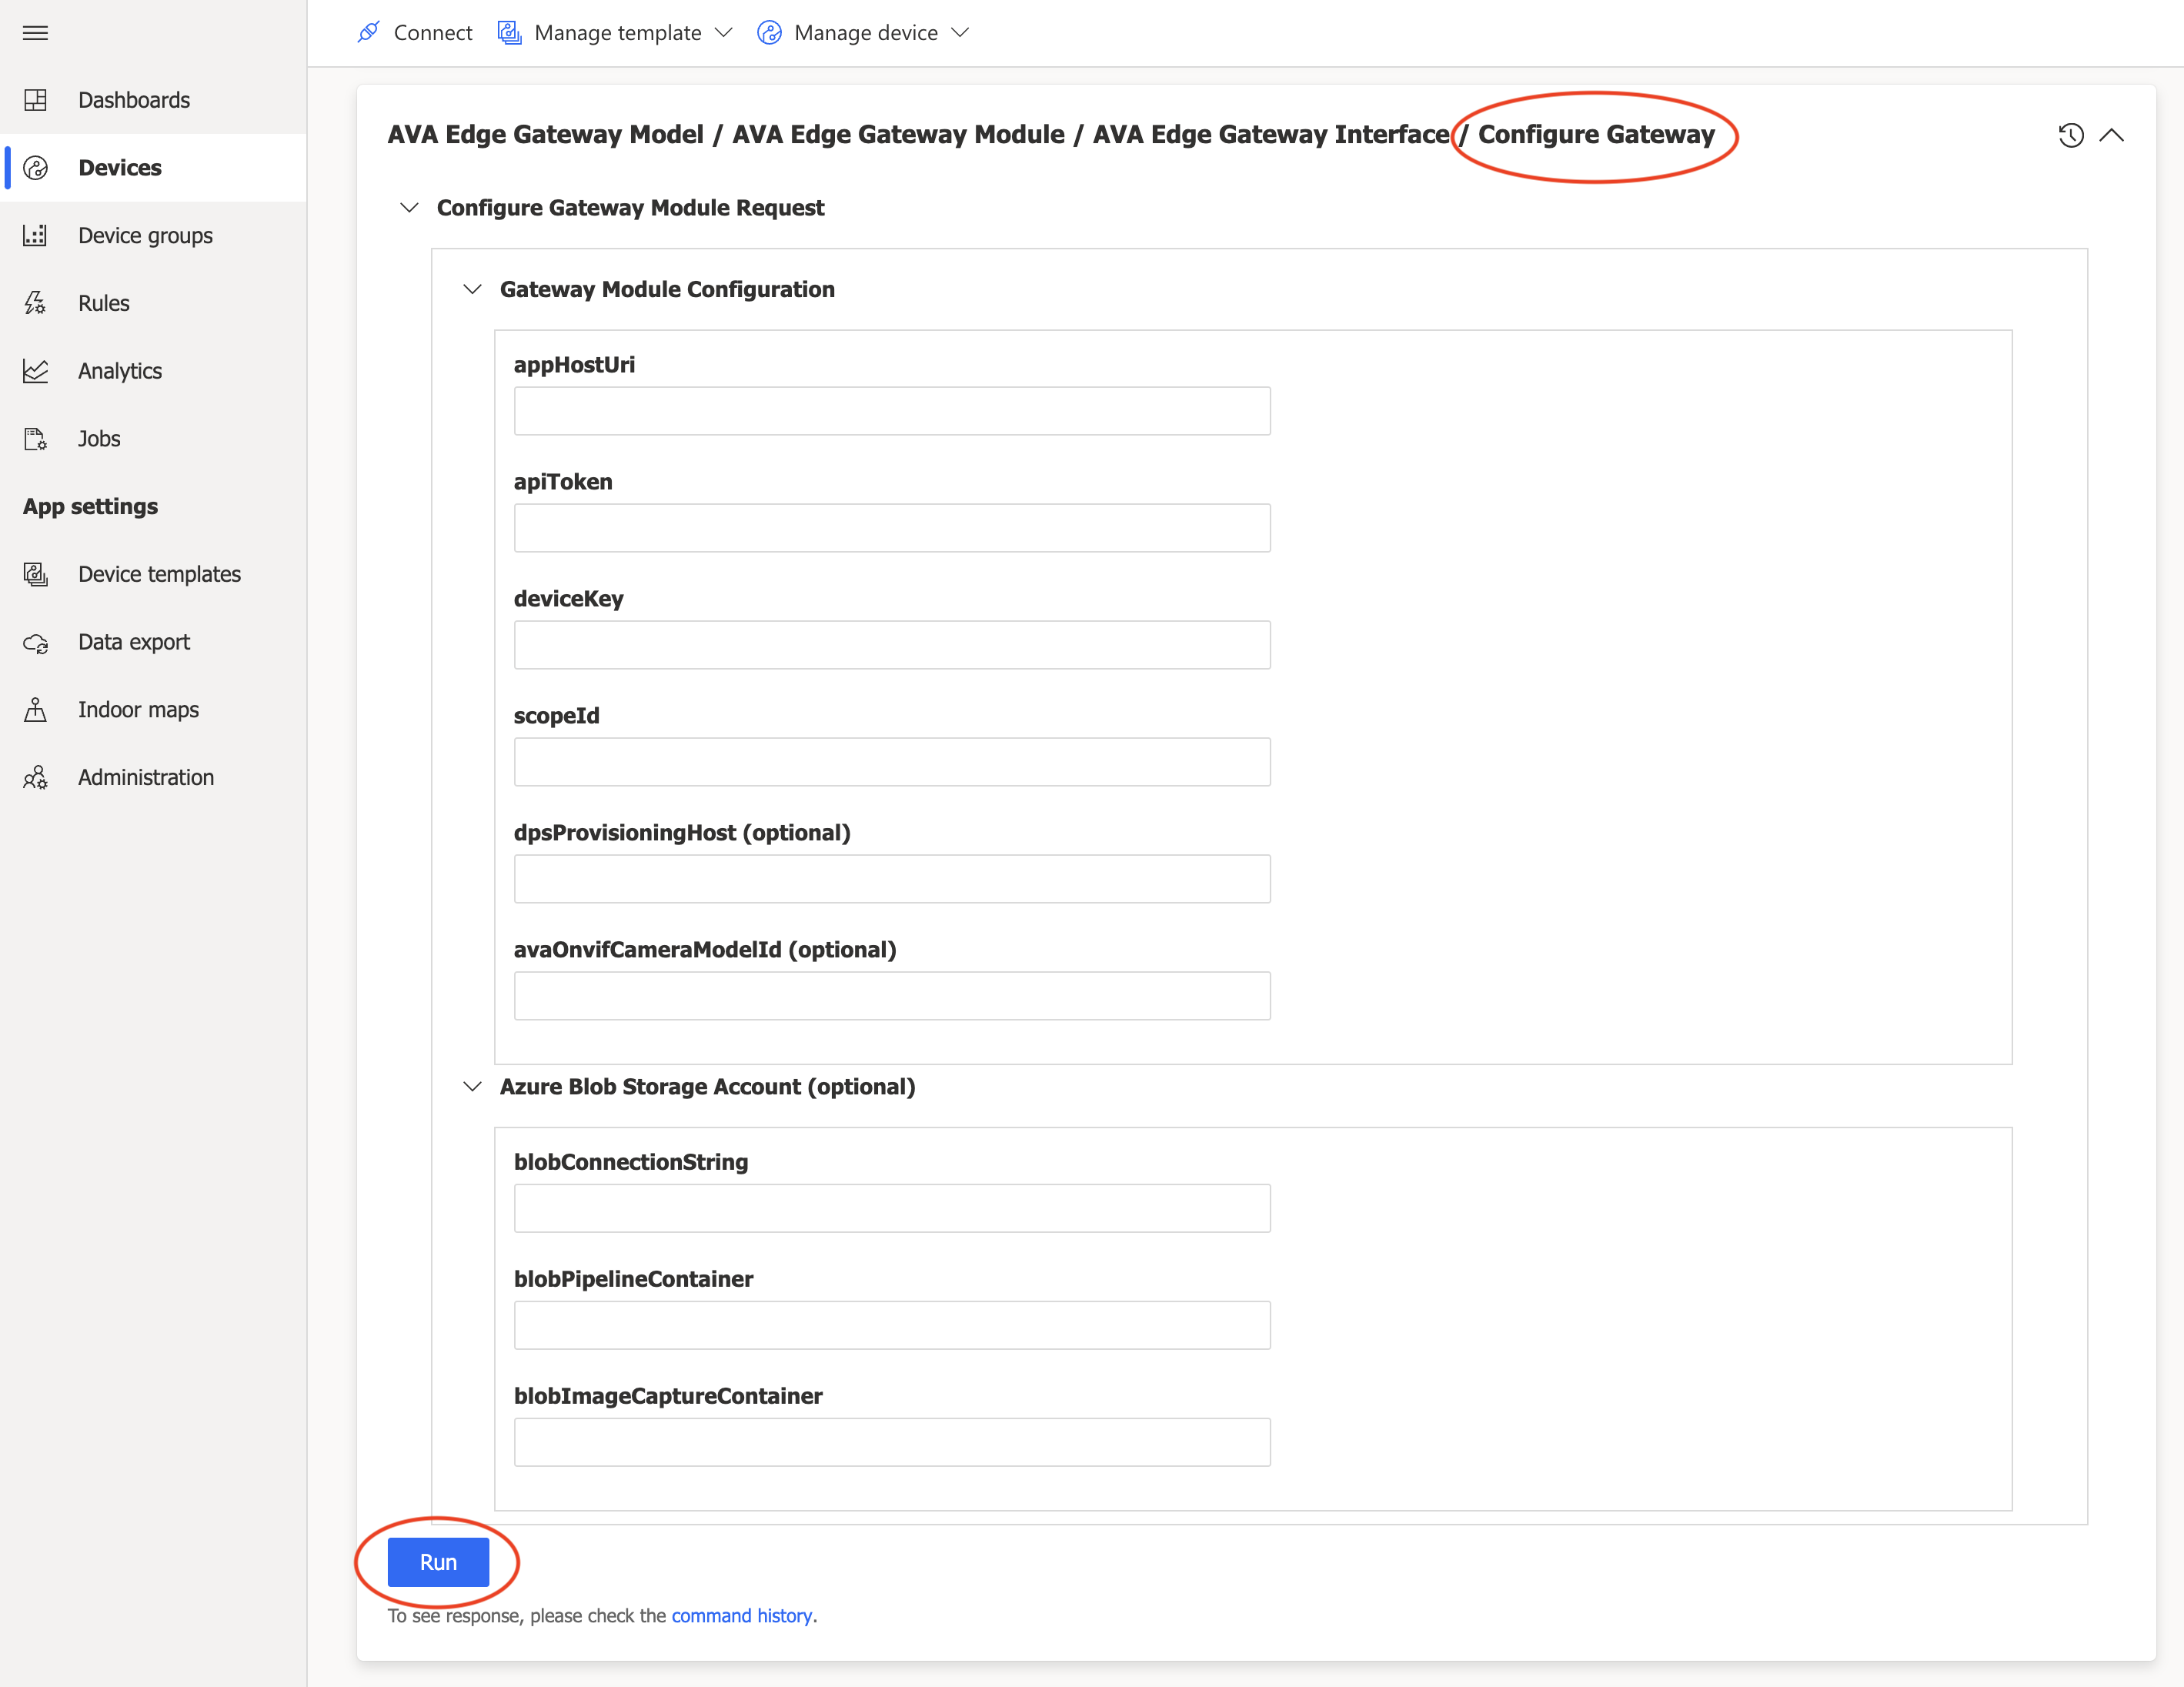 Connect Manage template Manage device
Dashboards
Devices
Device groups
Rules
Analytics
Jobs
App settings
Device templates
Data export
Indoor maps
Administration
AVA Edge Gateway Model / AVA Edge Gateway Module / AVA Edge Gateway Interface / Configure Gateway
Configure Gateway Module Request
Gateway Module Configuration
appHostUri
apiToken
deviceKey
scopeId
dpsProvisioningHost (optional)
avaOnvifCameraModelId (optional)
Azure Blob Storage Account (optional)
blobConnectionString
blobPipelineContainer
blobImageCaptureContainer
Run
To see response, please check the command history.